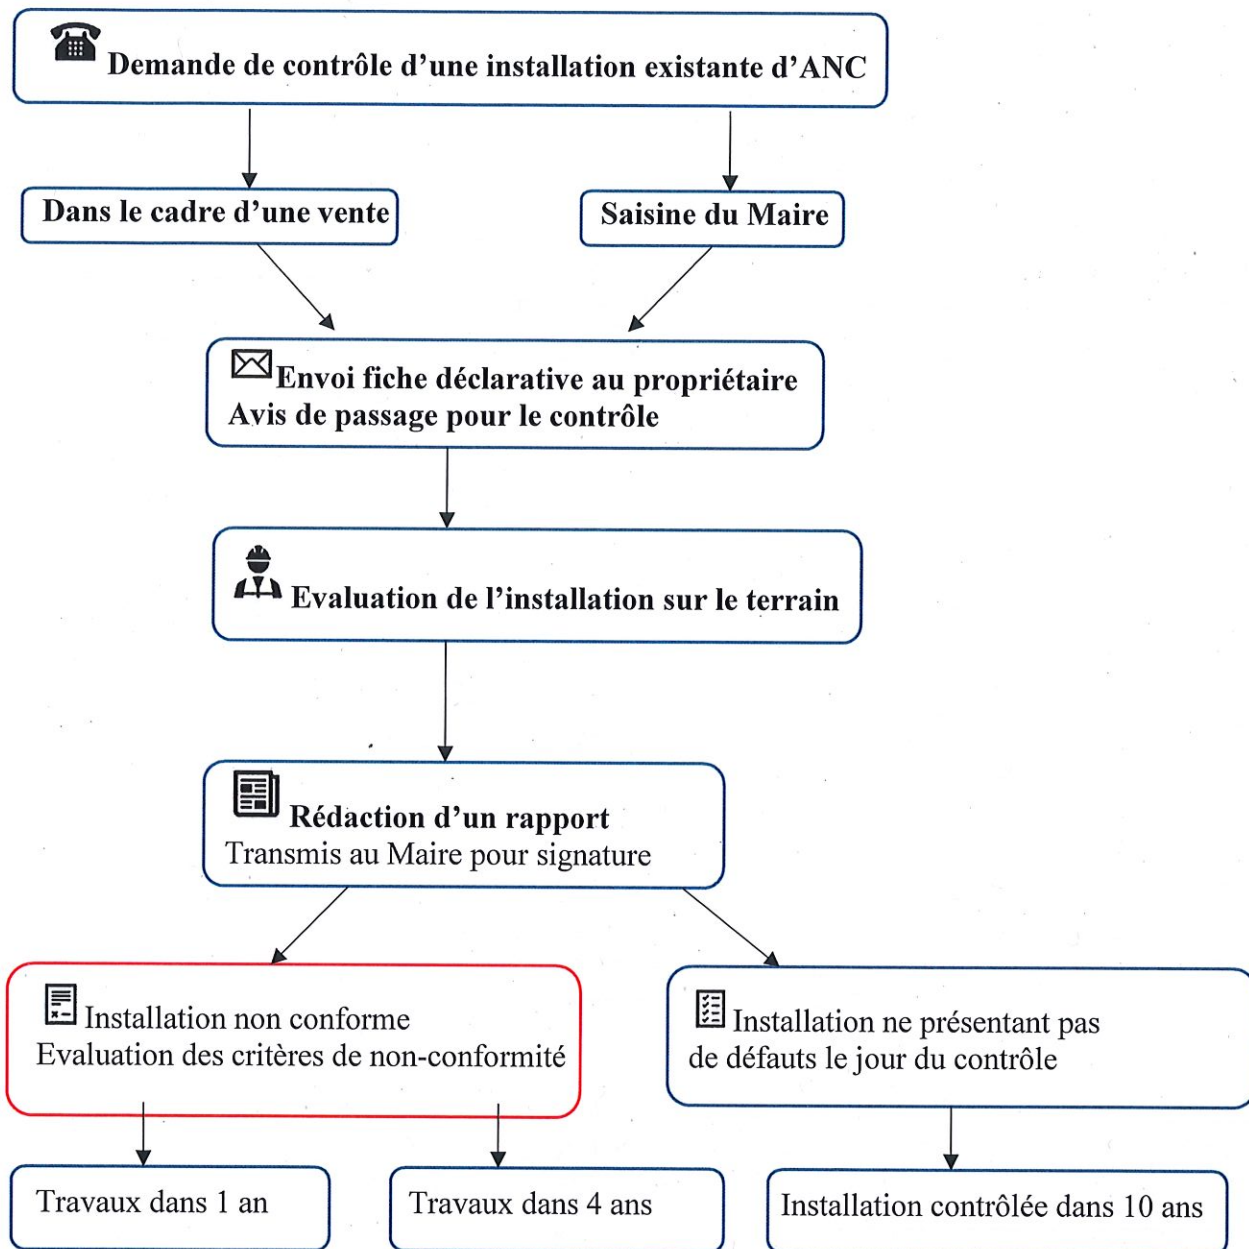 Demande de contrôle d’une installation existante d’ANC
Dans le cadre d’une vente
Saisine du Maire
Envoi fiche déclarative au propriétaire
Avis de passage pour le contrôle
Evaluation de l’installation sur le terrain
Rédaction d’un rapport
Transmis au Maire pour signature
Installation non conforme
Evaluation des critères de non-conformité
Installation ne présentant pas
de défauts le jour du contrôle
Travaux dans 1 an
Travaux dans 4 ans
Installation contrôlée dans 10 ans